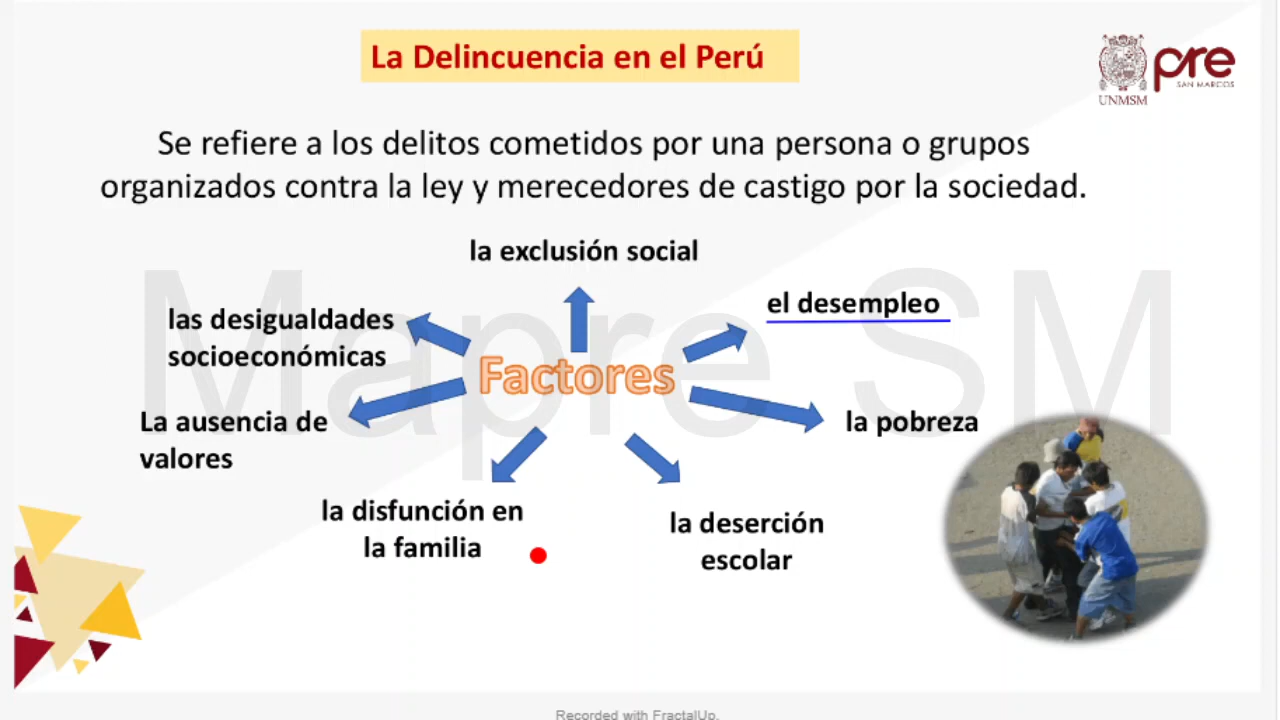 La Delincuencia en el Perú
UNMSM
pre
SAN MARCOS
Se refiere a los delitos cometidos por una persona o grupos
organizados contra la ley y merecedores de castigo por la sociedad.
la exclusión social
el desempleo
las desigualdades
socioeconómicas
Factores
La ausencia de
valores
la pobreza
la disfunción en
la familia
la deserción
escolar
Mapre SM
Recorded with FractalUp.